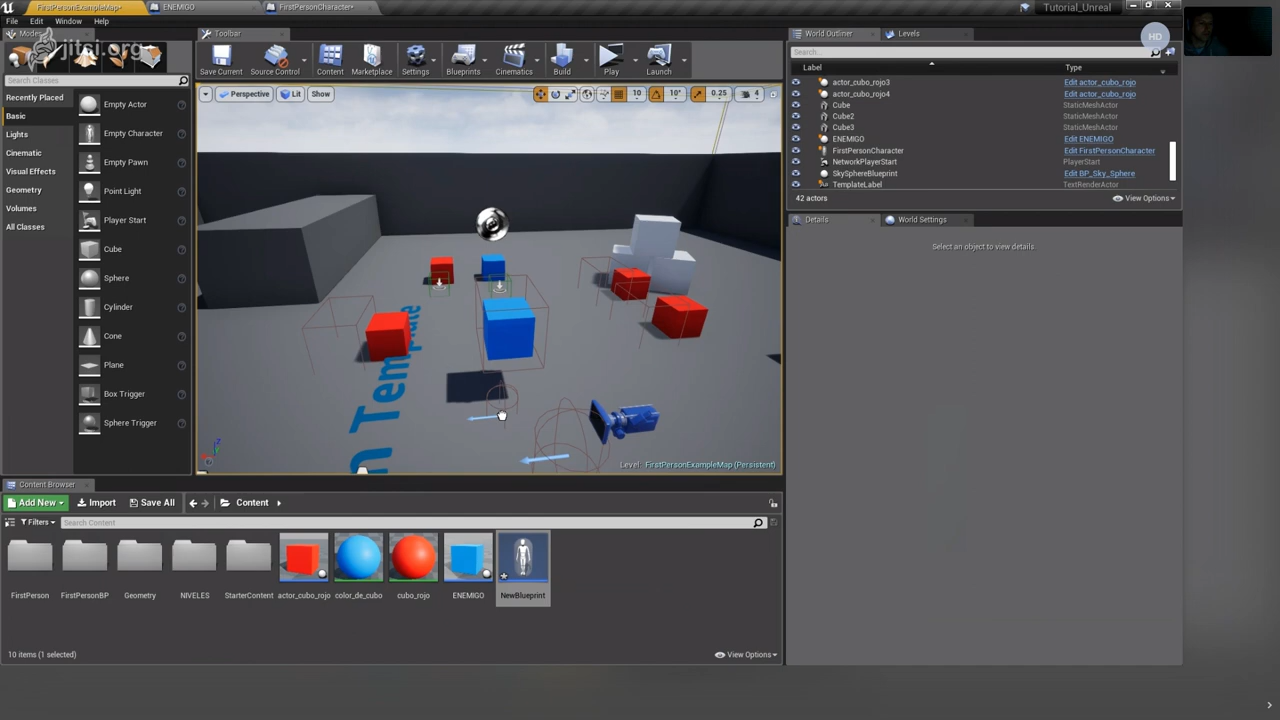 FirstPersonExampleMap•
ENEMIGO
FirstPersonCharacter•
Tutorial_Unreal
File
Edit
Window
Help
Modes
jitsi.org
Toolbar
World Outliner
Levels
HD
Save Current
Source Control
Content
Marketplace
Settings
Blueprints
Cinematics
Build
Play
Launch
Search Classes
Search...
Label
Type
Recently Placed
Basic
Lights
Cinematic
Visual Effects
Geometry
Volumes
All Classes
Empty Actor
Empty Character
Empty Pawn
Point Light
Player Start
Cube
Sphere
Cylinder
Cone
Plane
Box Trigger
Sphere Trigger
Perspective
Lit
Show
10
10°
0.25
4
actor_cubo_rojo3
Edit actor_cubo_rojo
actor_cubo_rojo4
Edit actor_cubo_rojo
Cube
StaticMeshActor
Cube2
StaticMeshActor
Cube3
StaticMeshActor
ENEMIGO
Edit ENEMIGO
FirstPersonCharacter
Edit FirstPersonCharacter
NetworkPlayerStart
PlayerStart
SkySphereBlueprint
Edit BP_Sky_Sphere
TemplateLabel
TextRenderActor
42 actors
View Options
Details
World Settings
Select an object to view details.
n Template
Level: FirstPersonExampleMap (Persistent)
Content Browser
Add New
Import
Save All
Content
Filters
Search Content
FirstPerson
FirstPersonBP
Geometry
NIVELES
StarterContent
actor_cubo_rojo
color_de_cubo
cubo_rojo
ENEMIGO
NewBlueprint
10 items (1 selected)
View Options